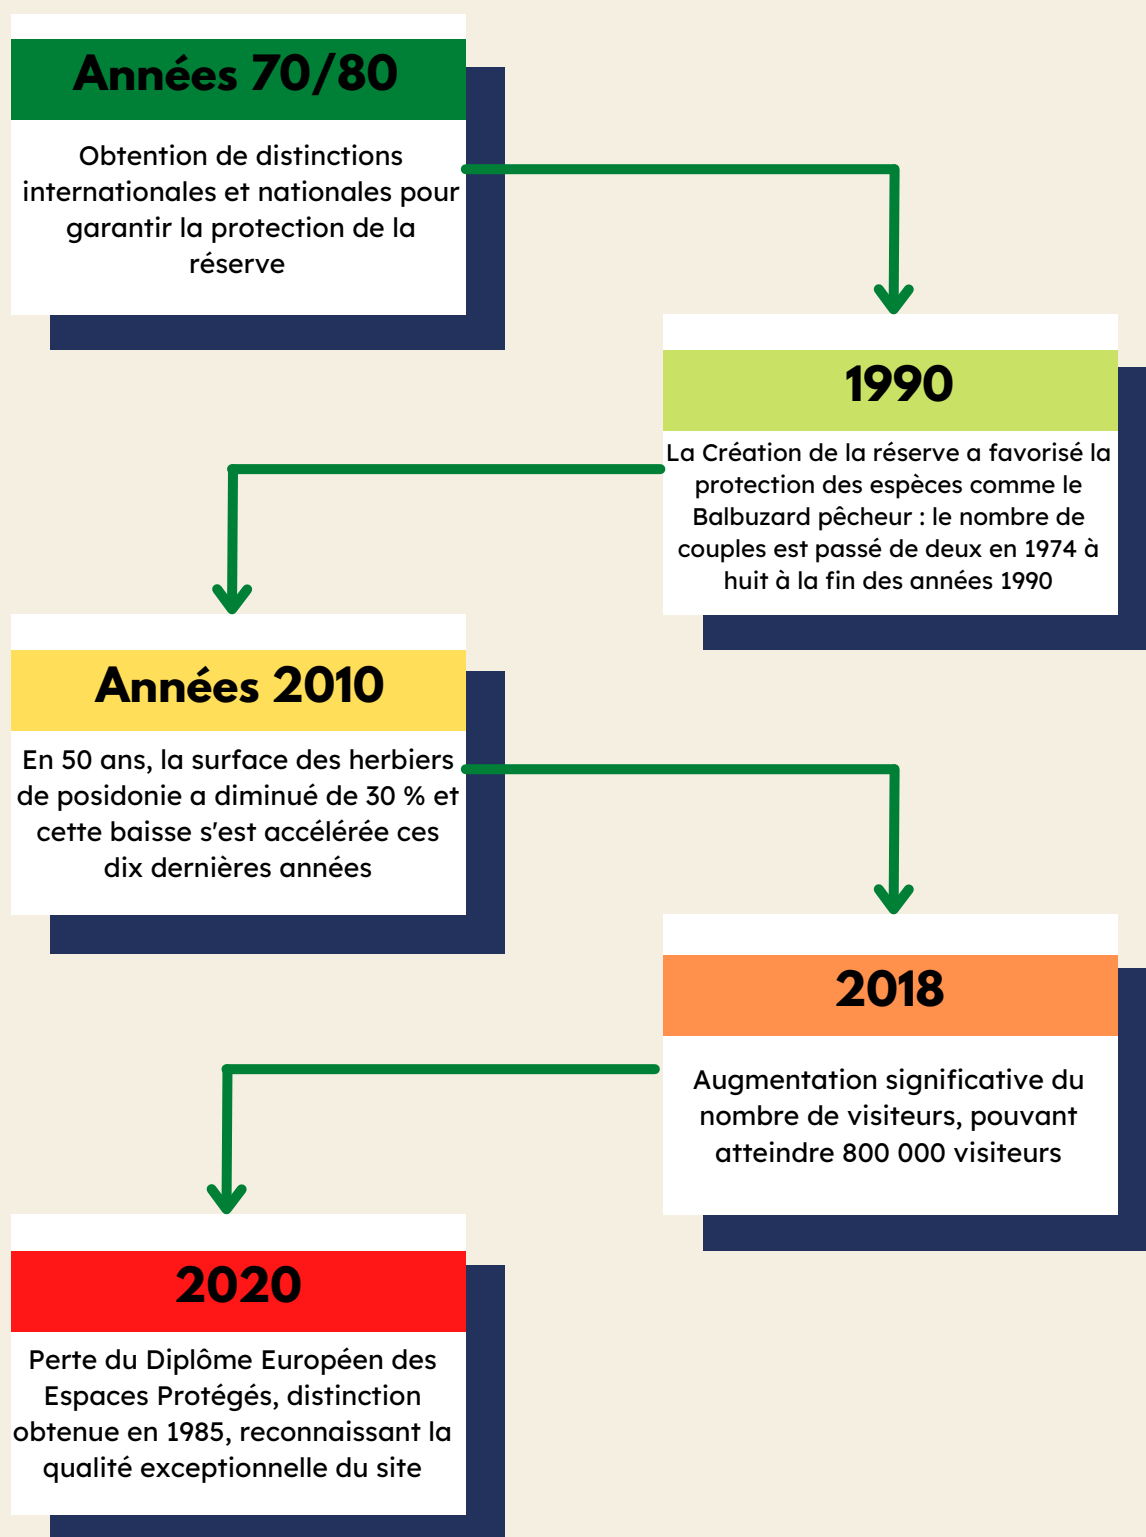 Années 70/80
Obtention de distinctions
internationales et nationales pour
garantir la protection de la
réserve
1990
La Création de la réserve a favorisé la
protection des espèces comme le
Balbuzard pêcheur : le nombre de
couples est passé de deux en 1974 à
huit à la fin des années 1990
Années 2010
En 50 ans, la surface des herbiers
de posidonie a diminué de 30 % et
cette baisse s'est accélérée ces
dix dernières années
2018
Augmentation significative du
nombre de visiteurs, pouvant
atteindre 800 000 visiteurs
2020
Perte du Diplôme Européen des
Espaces Protégés, distinction
obtenue en 1985, reconnaissant la
qualité exceptionnelle du site